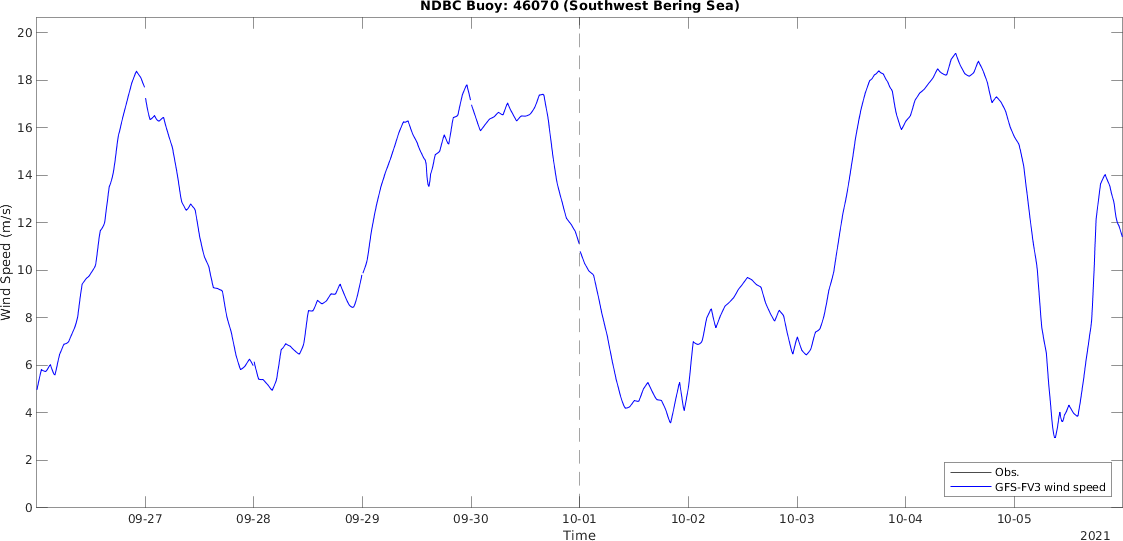 NDBC Buoy: 46070 (Southwest Bering Sea)
Wind Speed (m/s)
20
18
16
14
12
10
8
6
4
2
0
09-27 09-28 09-29 09-30 10-01 10-02 10-03 10-04 10-05
Time
2021
Obs.
GFS-FV3 wind speed